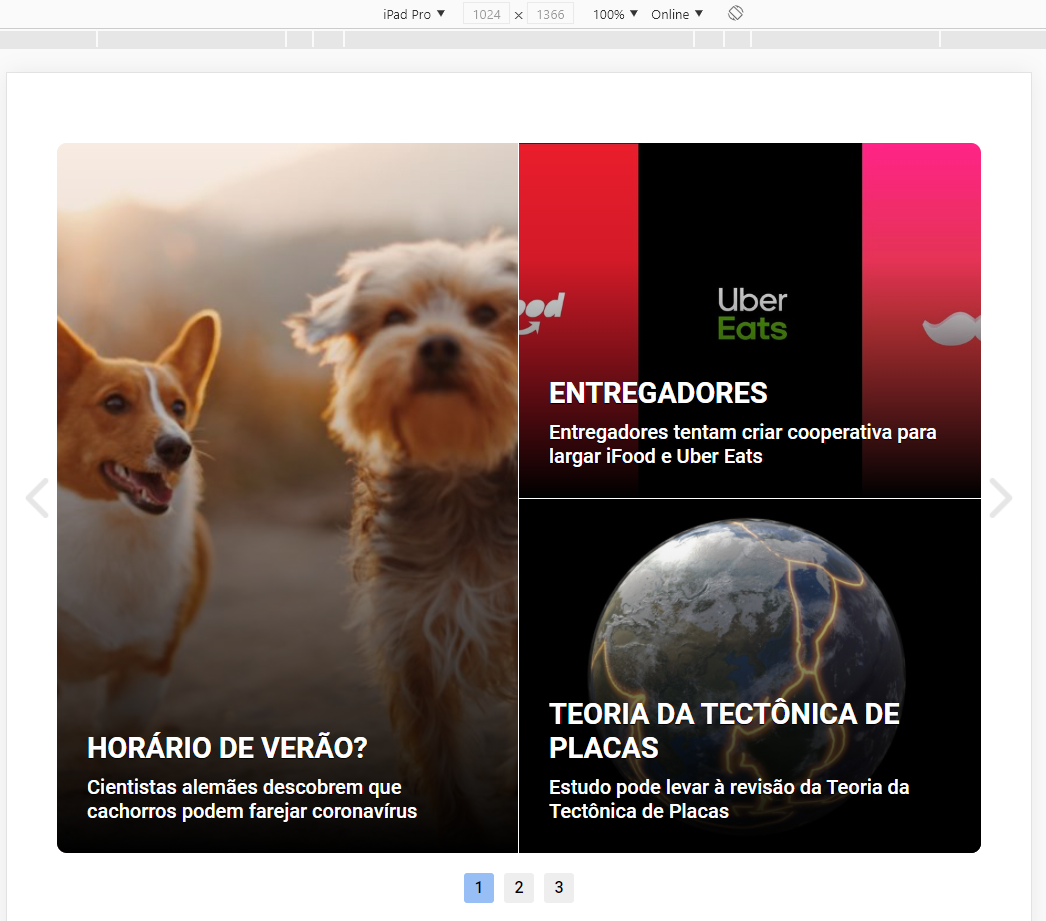 iPad Pro ▼ 1024 × 1366 100% ▼ Online ▼
ood
Uber
Eats
ENTREGADORES
Entregadores tentam criar cooperativa para
largar iFood e Uber Eats
HORÁRIO DE VERÃO?
Cientistas alemães descobrem que
cachorros podem farejar coronavírus
TEORIA DA TECTÔNICA DE
PLACAS
Estudo pode levar à revisão da Teoria da
Tectônica de Placas
1 2 3